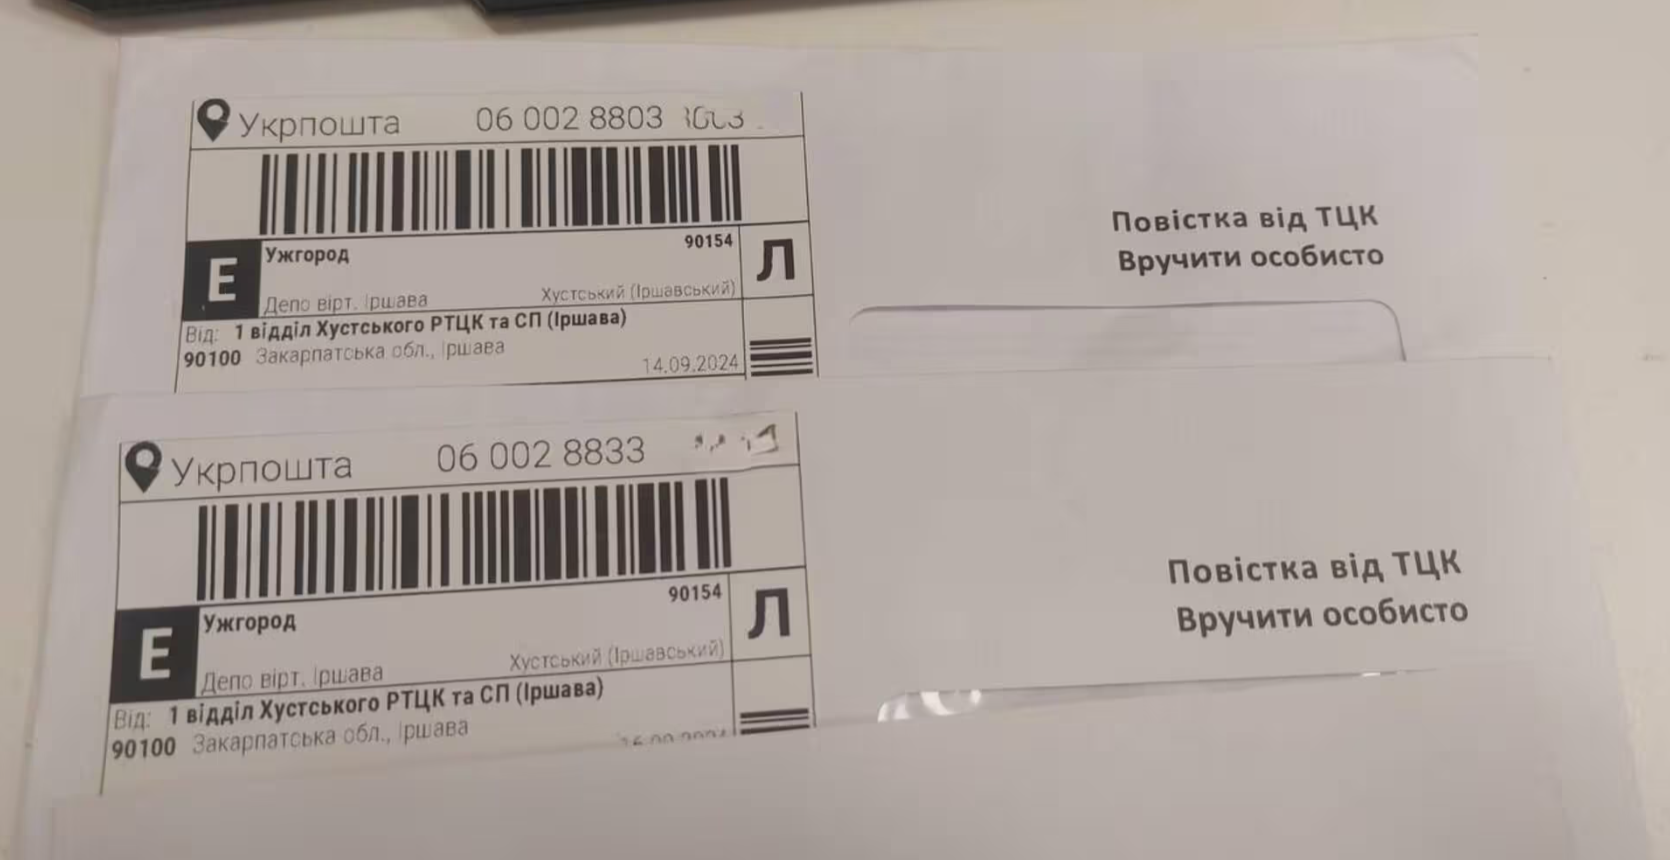 Укрпошта 06 002 8803
90154
Ужгород
Е
Л
Депо вірт. Іршава Хустський (Іршавський)
Від: 1 відділ Хустського РТЦК та СП (Іршава)
90100 Закарпатська обл., Іршава
14.09.2024
Повістка від ТЦК
Вручити особисто
Укрпошта 06 002 8833
90154
Ужгород
Е
Л
Депо вірт. Іршава Хустський (Іршавський)
Від: 1 відділ Хустського РТЦК та СП (Іршава)
90100 Закарпатська обл., Іршава
Повістка від ТЦК
Вручити особисто